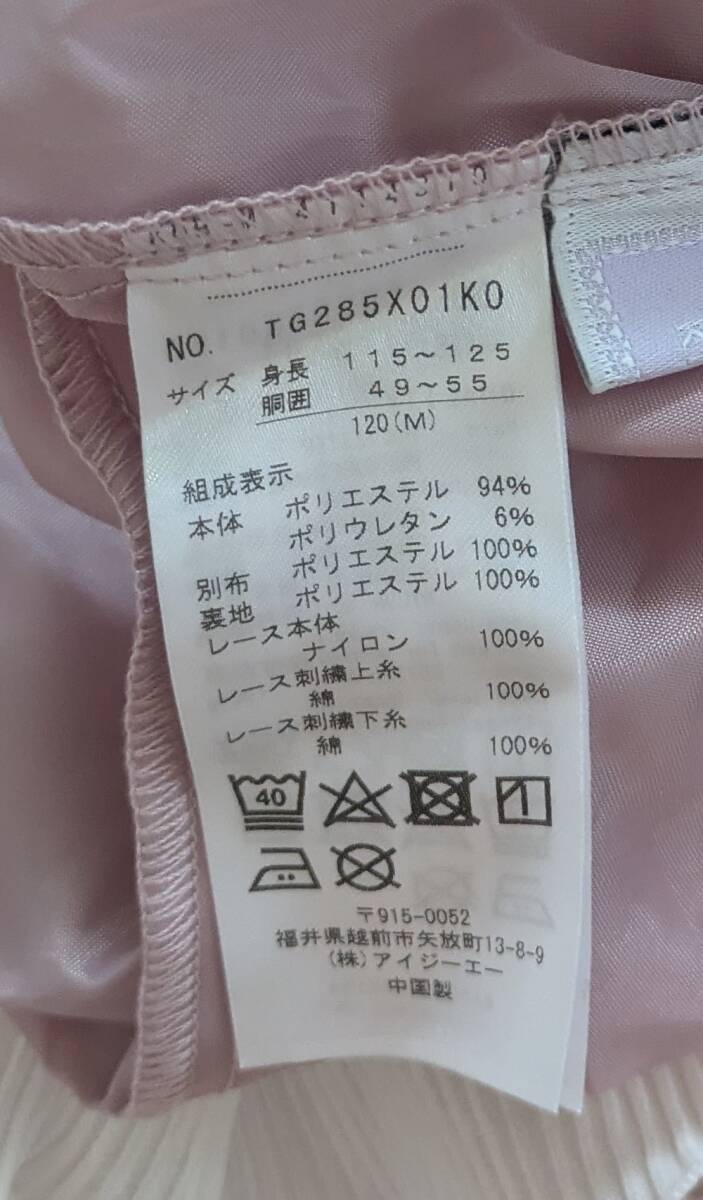 NO. TG285X01K0
サイズ 身長 115〜125
胴囲 49〜55
120(M)
組成表示
本体 ポリエステル 94%
ポリウレタン 6%
別布 ポリエステル 100%
裏地 ポリエステル 100%
レース本体
ナイロン 100%
レース刺繍上糸
綿 100%
レース刺繍下糸
綿 100%
40
〒915-0052
福井県越前市矢放町13-8-9
(株)アイジーエー
中国製